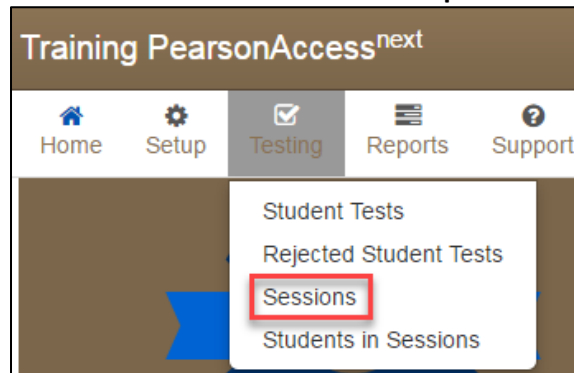 Training PearsonAccess next
Home Setup Testing Reports Support
Student Tests
Rejected Student Tests
Sessions
Students in Sessions